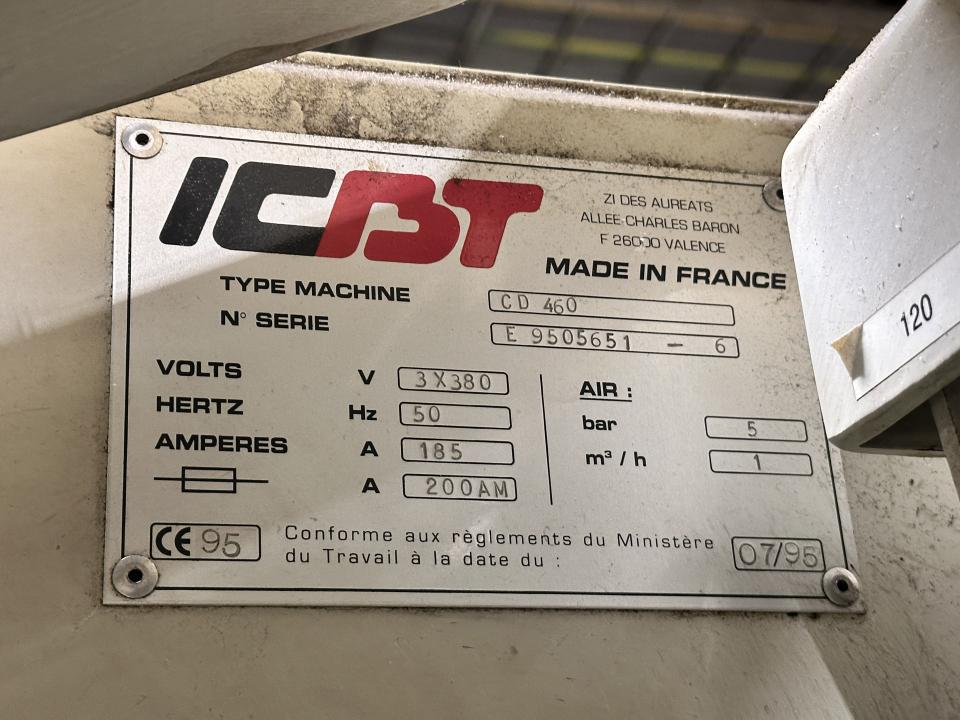 ICBT
ZI DES AUREATS
ALLEE CHARLES BARON
F 26000 VALENCE
MADE IN FRANCE
TYPE MACHINE CD 460
N° SERIE E 9505651 - 6
VOLTS V 3X380
HERTZ Hz 50
AMPERES A 185
A 200AM
AIR :
bar 5
m³ / h 1
CE 95
Conforme aux règlements du Ministère
du Travail à la date du : 07/95
120